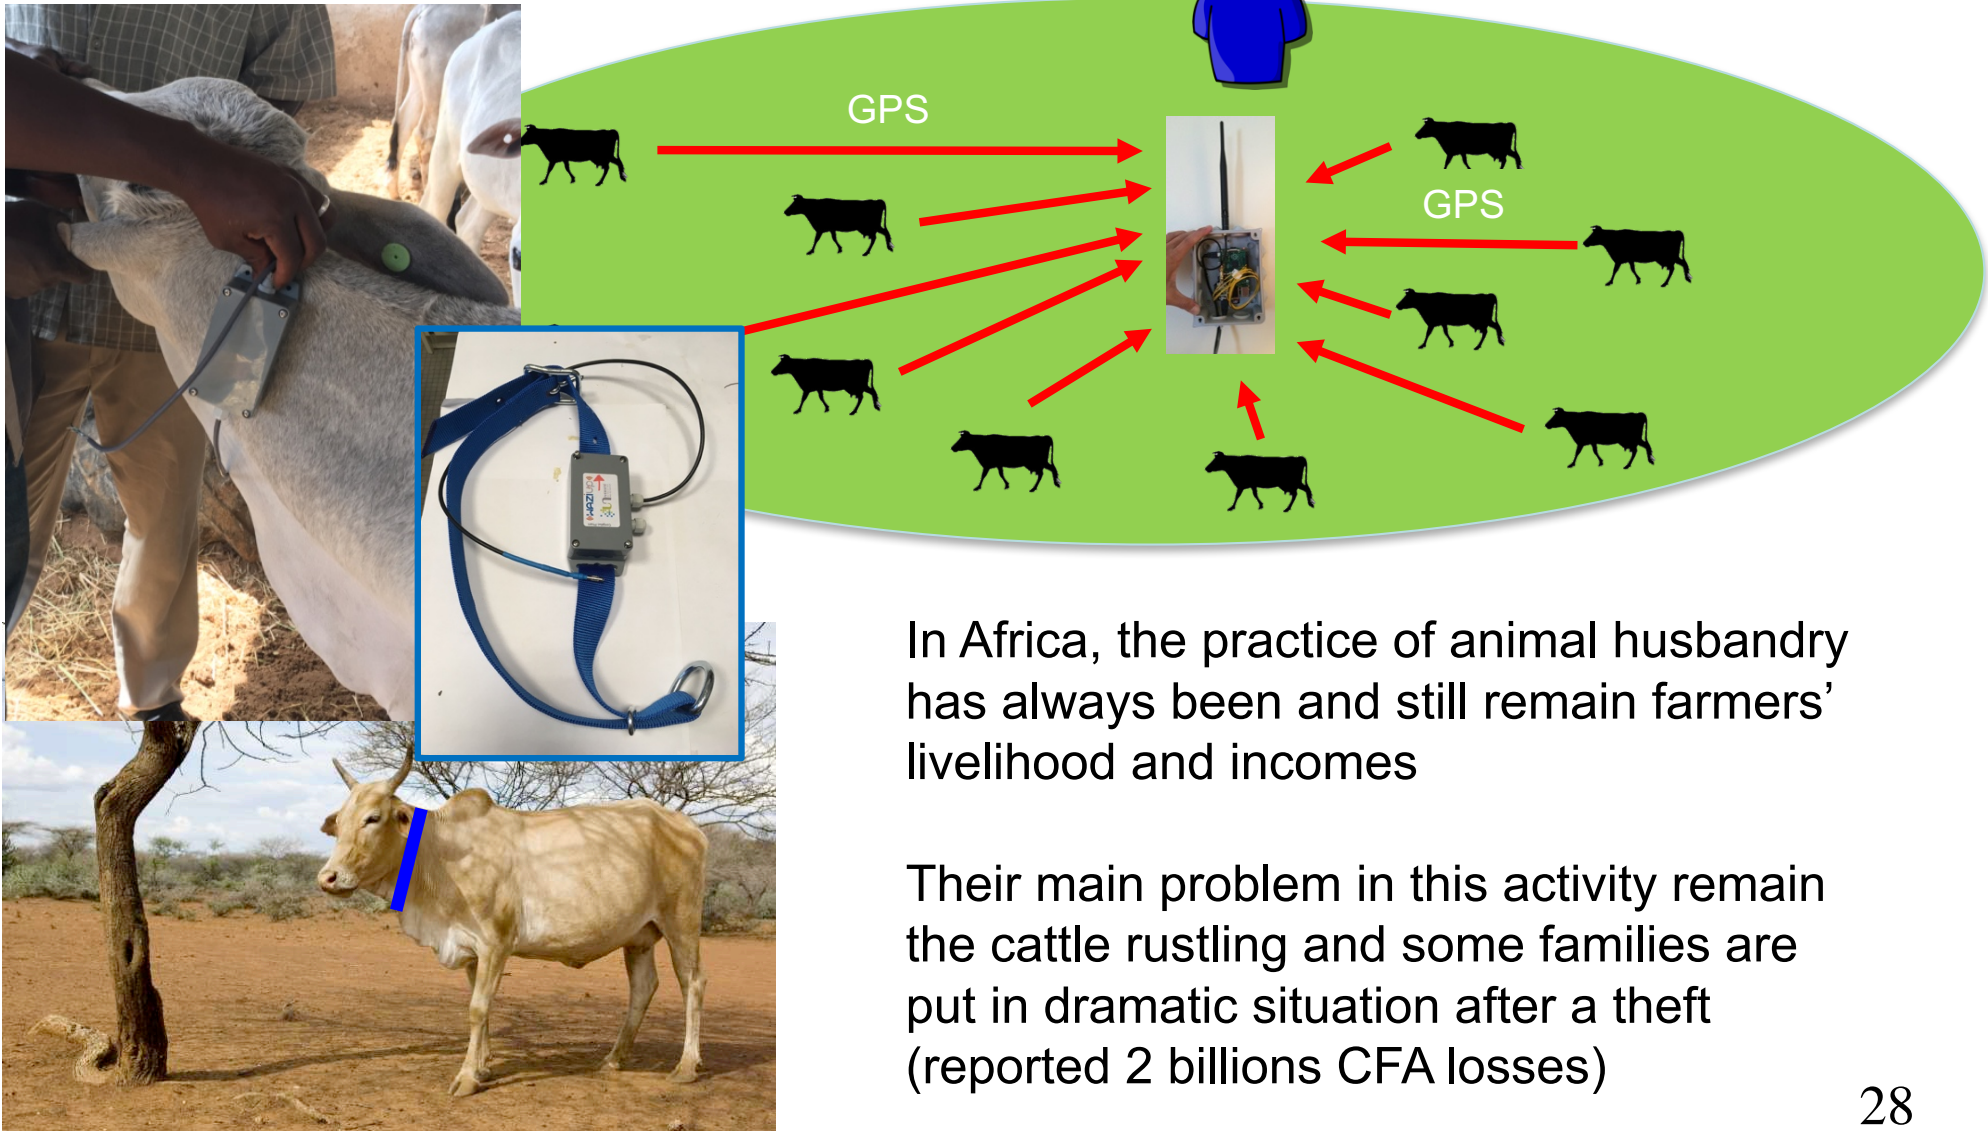 GPS
GPS
WAZIUP
In Africa, the practice of animal husbandry
has always been and still remain farmers’
livelihood and incomes
Their main problem in this activity remain
the cattle rustling and some families are
put in dramatic situation after a theft
(reported 2 billions CFA losses)
28